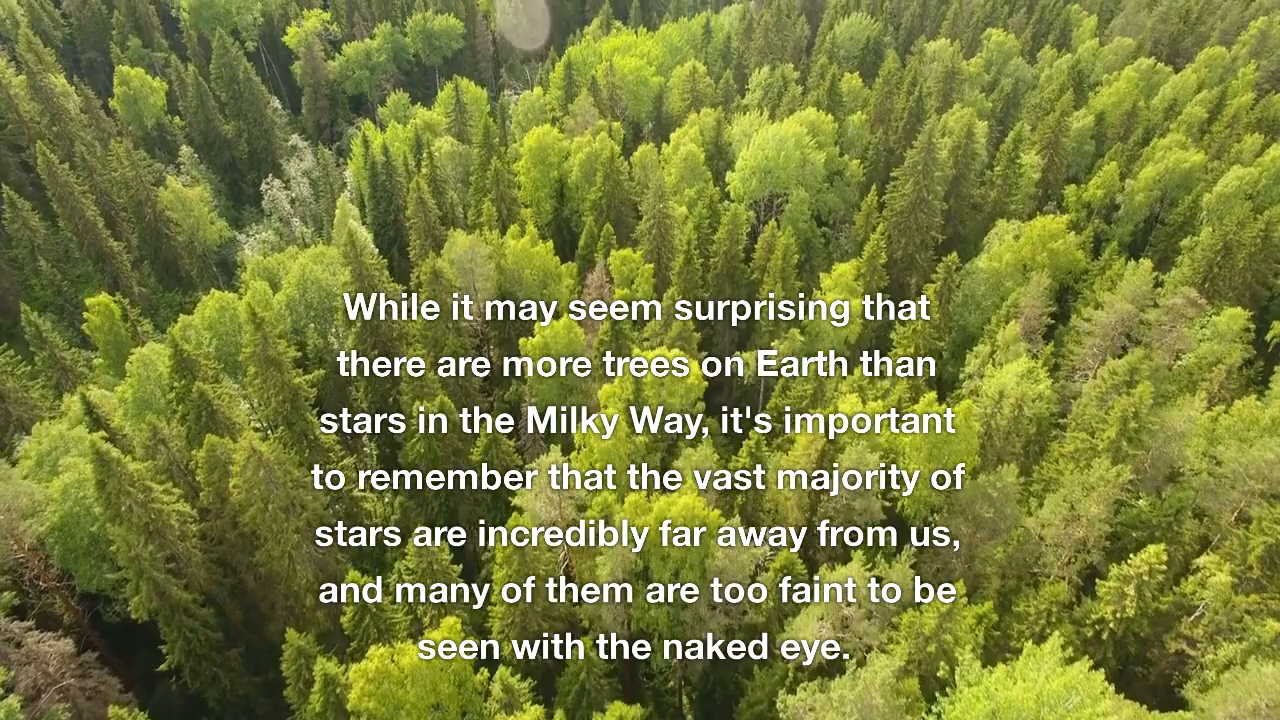 While it may seem surprising that
there are more trees on Earth than
stars in the Milky Way, it's important
to remember that the vast majority of
stars are incredibly far away from us,
and many of them are too faint to be
seen with the naked eye.